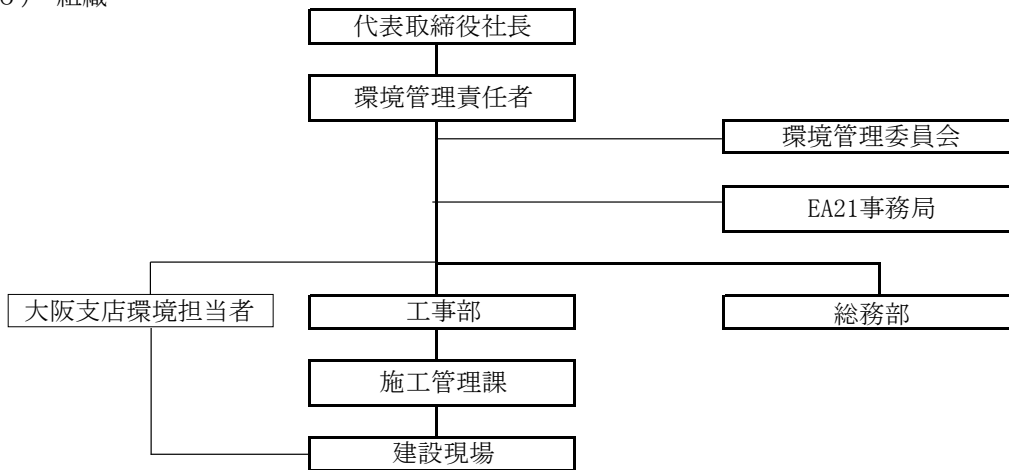 組織
代表取締役社長
環境管理責任者
環境管理委員会
EA21事務局
大阪支店環境担当者
工事部
総務部
施工管理課
建設現場